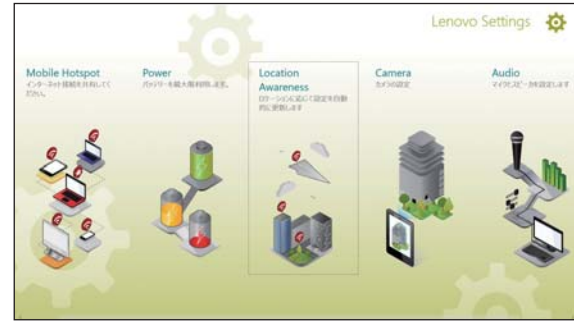 Lenovo Settings
Mobile Hotspot
インターネット接続を共有してく
ださい。
Power
バッテリーを最大限利用します。
Location
Awareness
ロケーションに応じて設定を自動
的に更新します
Camera
カメラの設定
Audio
マイクとスピーカを設定します